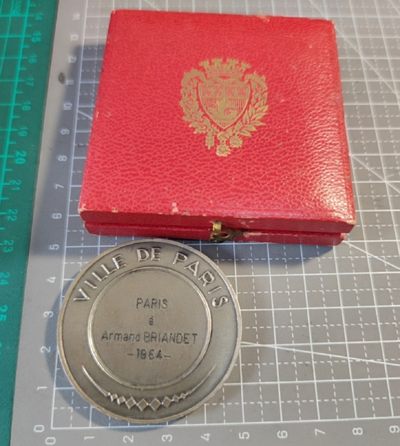 VILLE DE PARIS
PARIS
à
Armand BRIANDET
-1964-